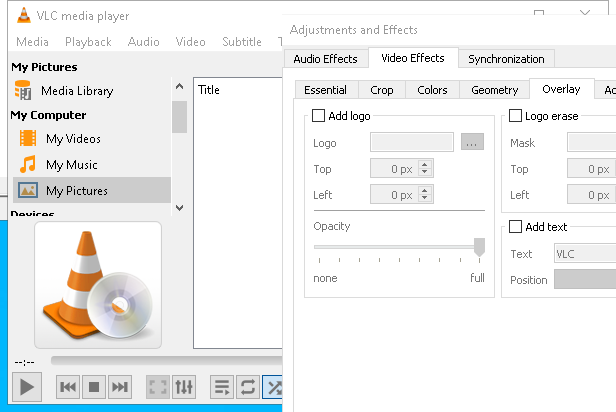 VLC media player
Media Playback Audio Video Subtitle
My Pictures
Media Library
My Computer
My Videos
My Music
My Pictures
Devices
Title
--:--
Adjustments and Effects
Audio Effects Video Effects Synchronization
Essential Crop Colors Geometry Overlay
Add logo
Logo ...
Top 0 px
Left 0 px
Opacity
none full
Logo erase
Mask
Top 0 px
Left 0 px
Add text
Text VLC
Position